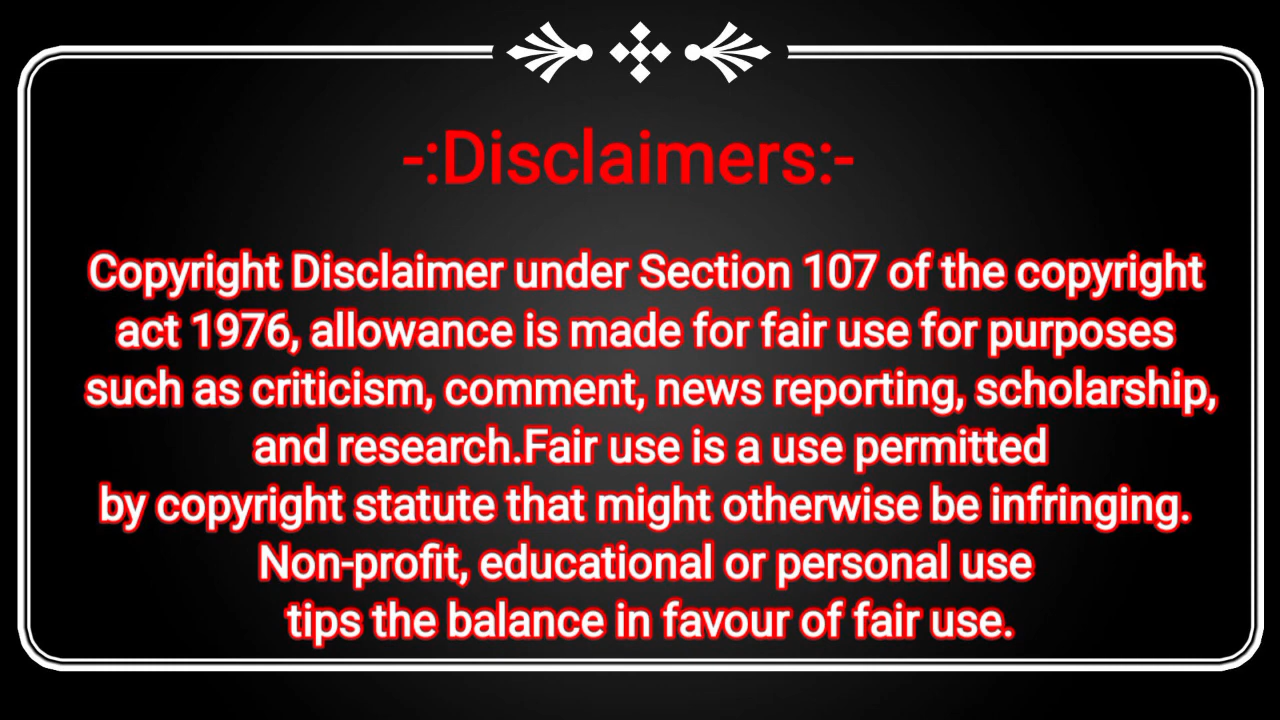 -:Disclaimers:-
Copyright Disclaimer under Section 107 of the copyright
act 1976, allowance is made for fair use for purposes
such as criticism, comment, news reporting, scholarship,
and research.Fair use is a use permitted
by copyright statute that might otherwise be infringing.
Non-profit, educational or personal use
tips the balance in favour of fair use.